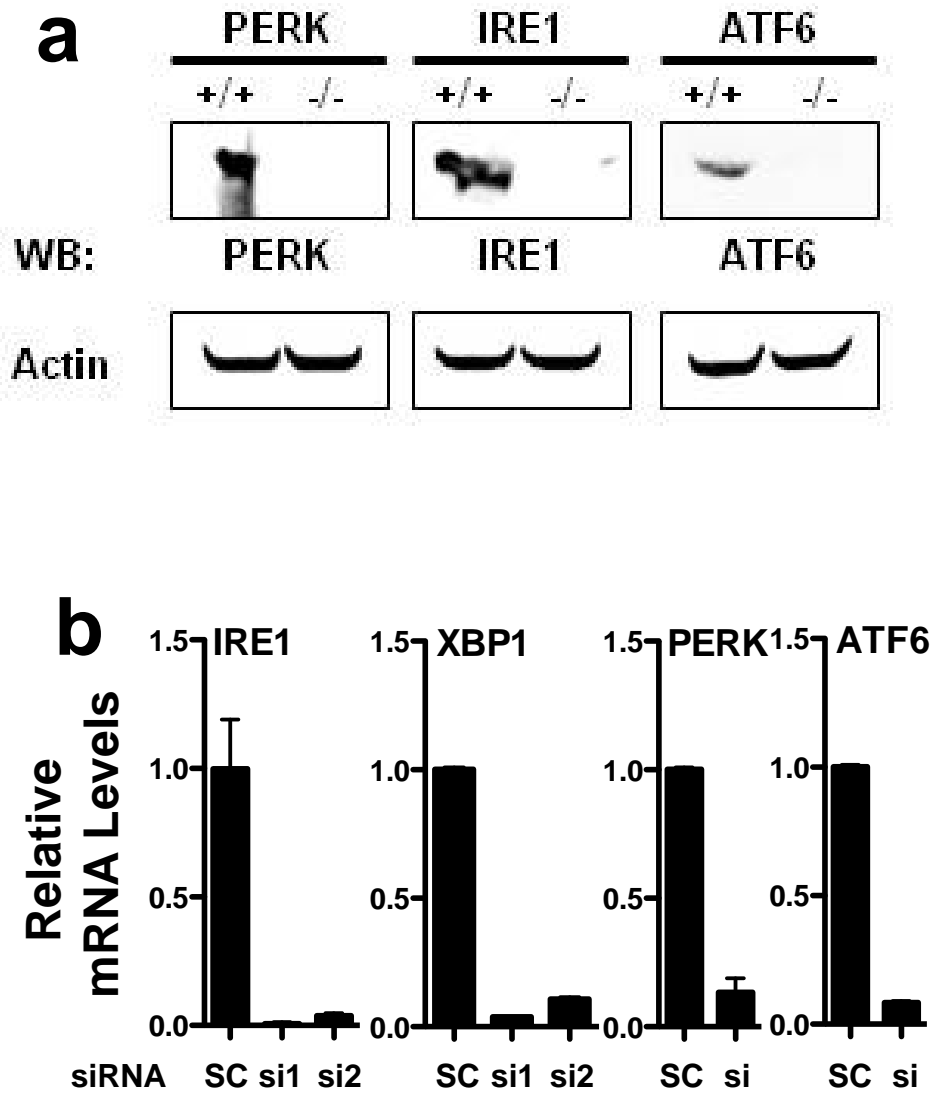 a
PERK IRE1 ATF6
+/+ -/- +/+ -/- +/+ -/-
WB: PERK IRE1 ATF6
Actin
b
IRE1 XBP1 PERK ATF6
1.5 1.5 1.5 1.5
1.0 1.0 1.0 1.0
0.5 0.5 0.5 0.5
0.0 0.0 0.0 0.0
Relative
mRNA Levels
siRNA SC si1 si2 SC si1 si2 SC si SC si